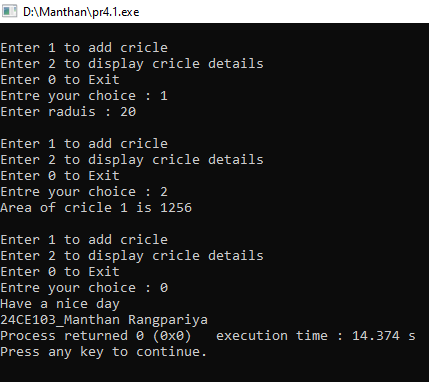 D:\Manthan\pr4.1.exe
Enter 1 to add cricle
Enter 2 to display cricle details
Enter 0 to Exit
Entre your choice : 1
Enter raduis : 20
Enter 1 to add cricle
Enter 2 to display cricle details
Enter 0 to Exit
Entre your choice : 2
Area of cricle 1 is 1256
Enter 1 to add cricle
Enter 2 to display cricle details
Enter 0 to Exit
Entre your choice : 0
Have a nice day
24CE103_Manthan Rangpariya
Process returned 0 (0x0)   execution time : 14.374 s
Press any key to continue.